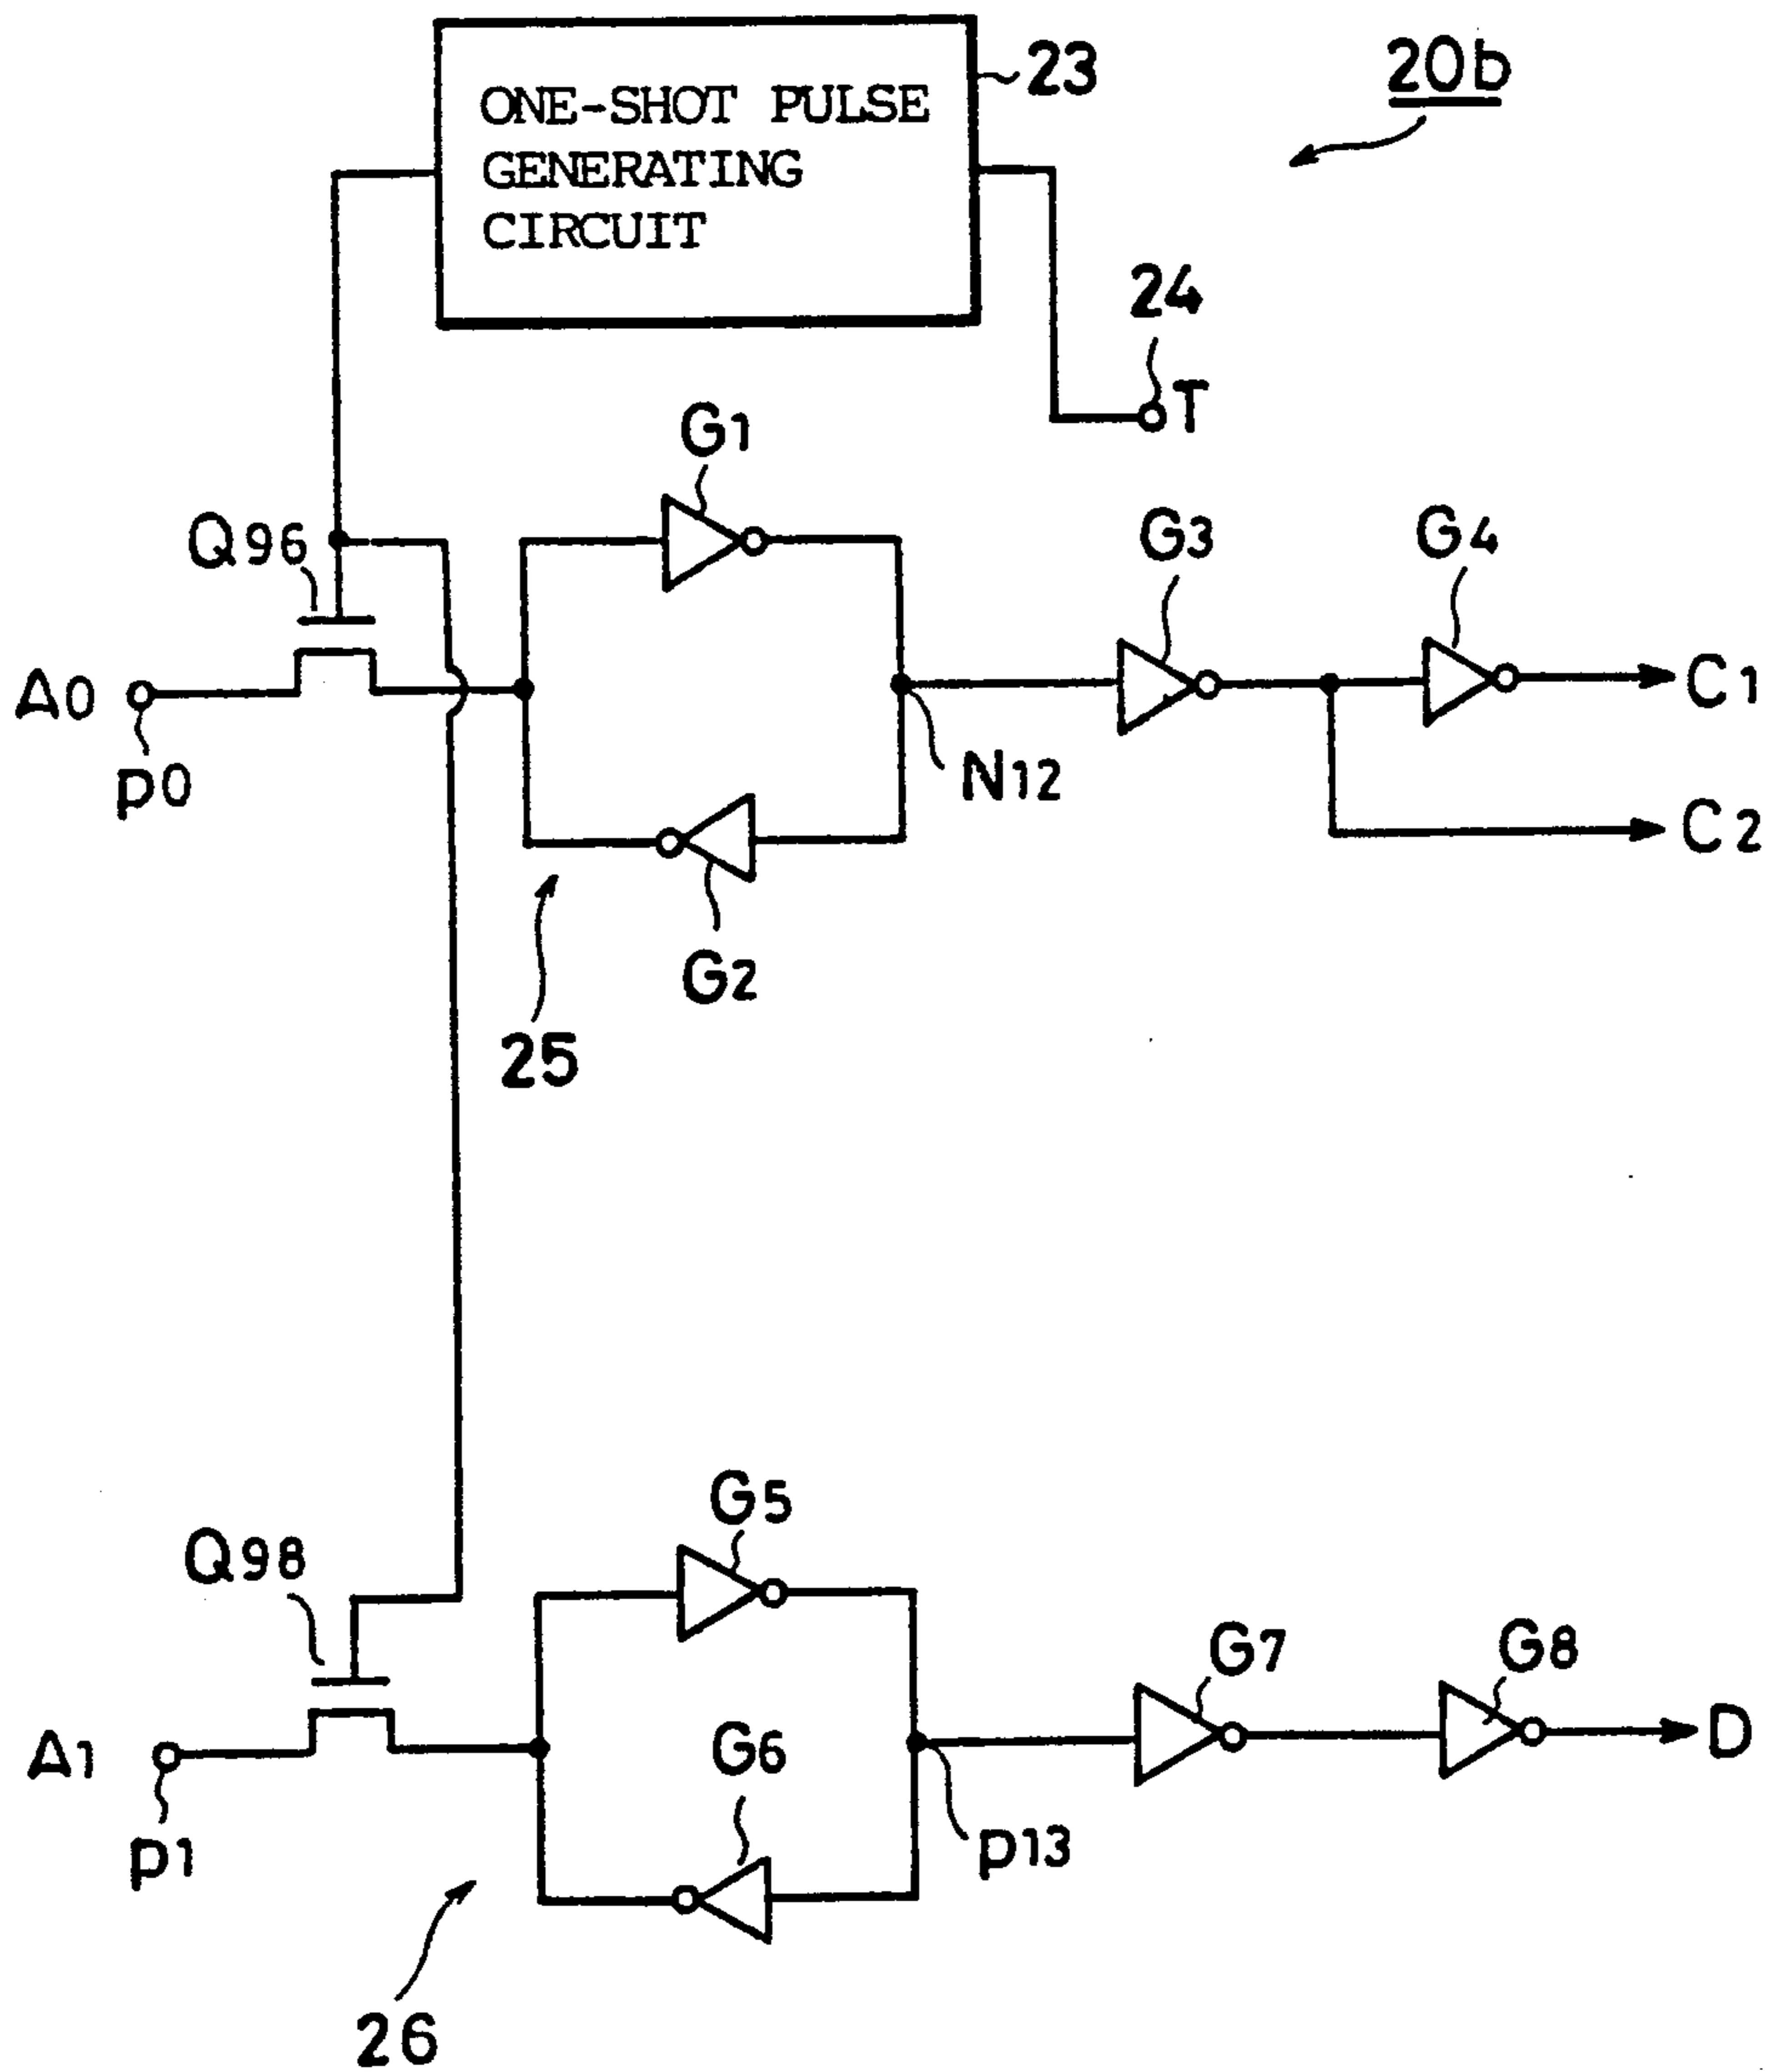 20b
23
ONE-SHOT PULSE
GENERATING
CIRCUIT
24
T
G1
Q96
G3
G4
A0
C1
p0
N12
C2
G2
25
G5
Q98
G7
G8
A1
G6
D
p1
p13
26